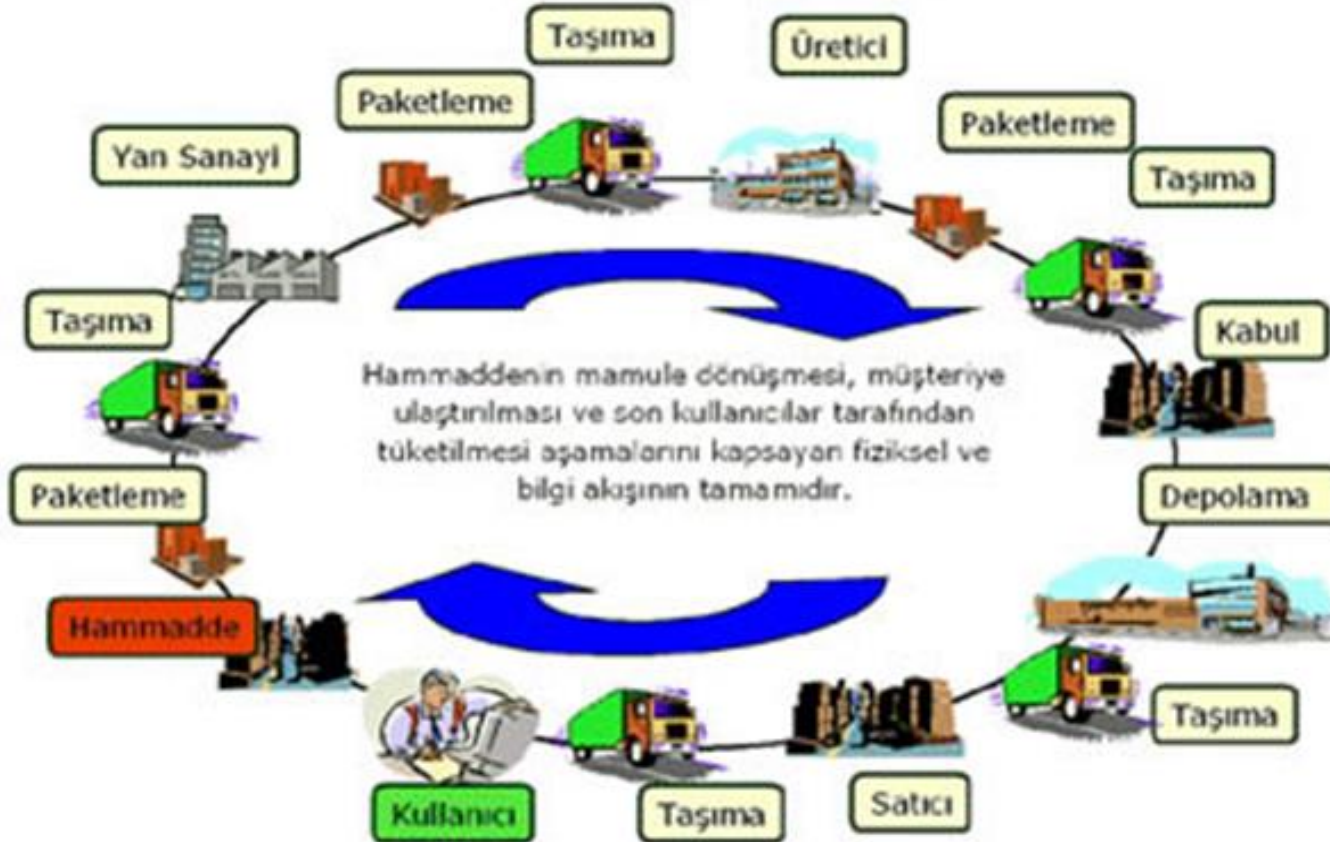 Taşıma
Üretici
Paketleme
Paketleme
Yan Sanayi
Taşıma
Taşıma
Kabul
Hammaddenin mamule dönüşmesi, müşteriye
ulaştırılması ve son kullanıcılar tarafından
tüketilmesi aşamalarını kapsayan fiziksel ve
bilgi akışının tamamıdır.
Paketleme
Depolama
Hammadde
Taşıma
Kullanıcı
Taşıma
Satıcı